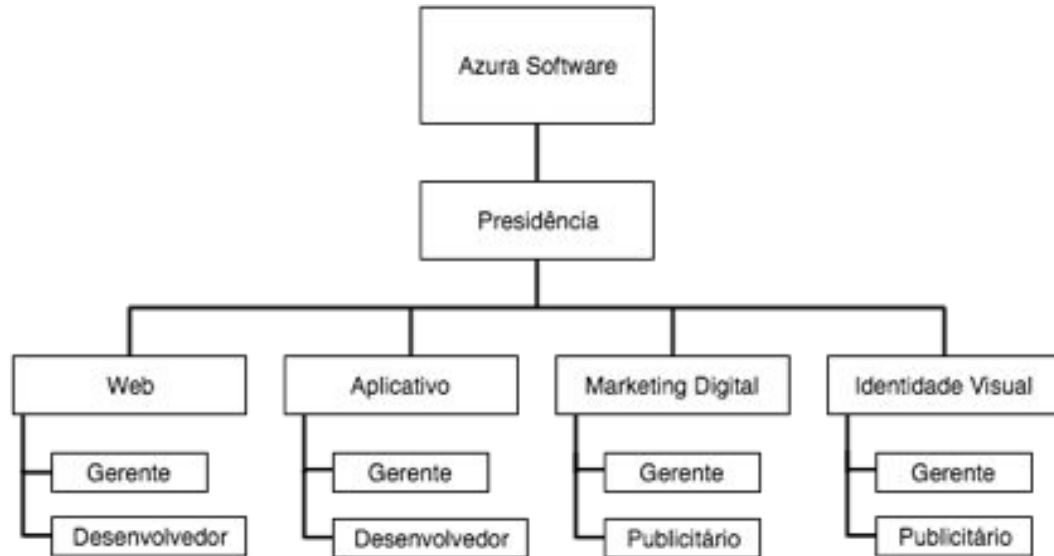 Azura Software
Presidência
Web
Aplicativo
Marketing Digital
Identidade Visual
Gerente
Gerente
Gerente
Gerente
Desenvolvedor
Desenvolvedor
Publicitário
Publicitário